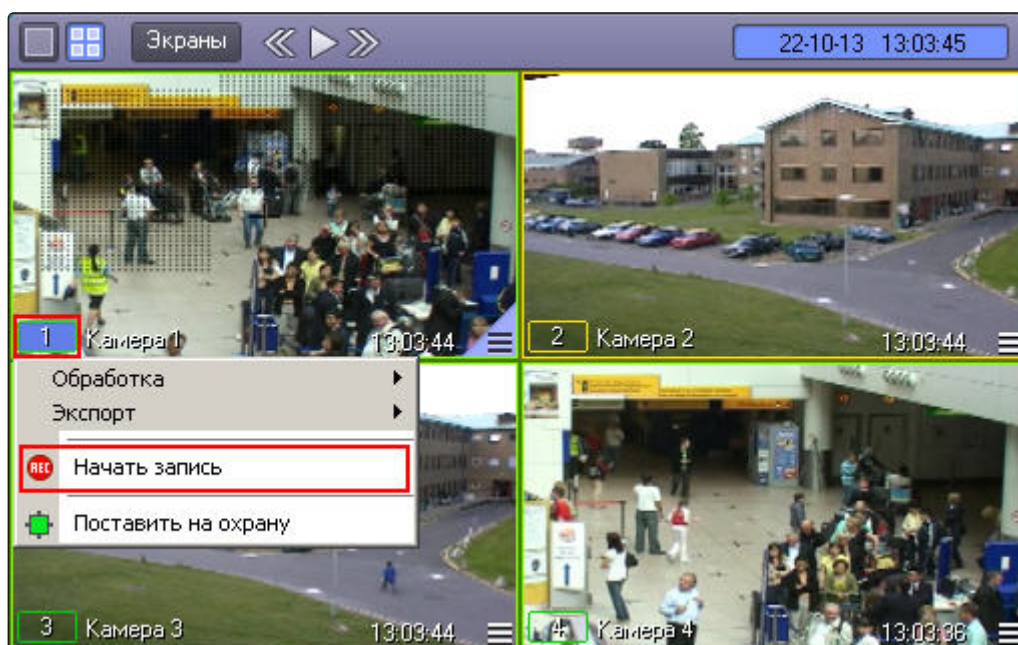 Экраны
22-10-13 13:03:45
1 Камера 1 13:03:44
2 Камера 2 13:03:44
Обработка
Экспорт
REC Начать запись
Поставить на охрану
3 Камера 3 13:03:44
4 Камера 4 13:03:36